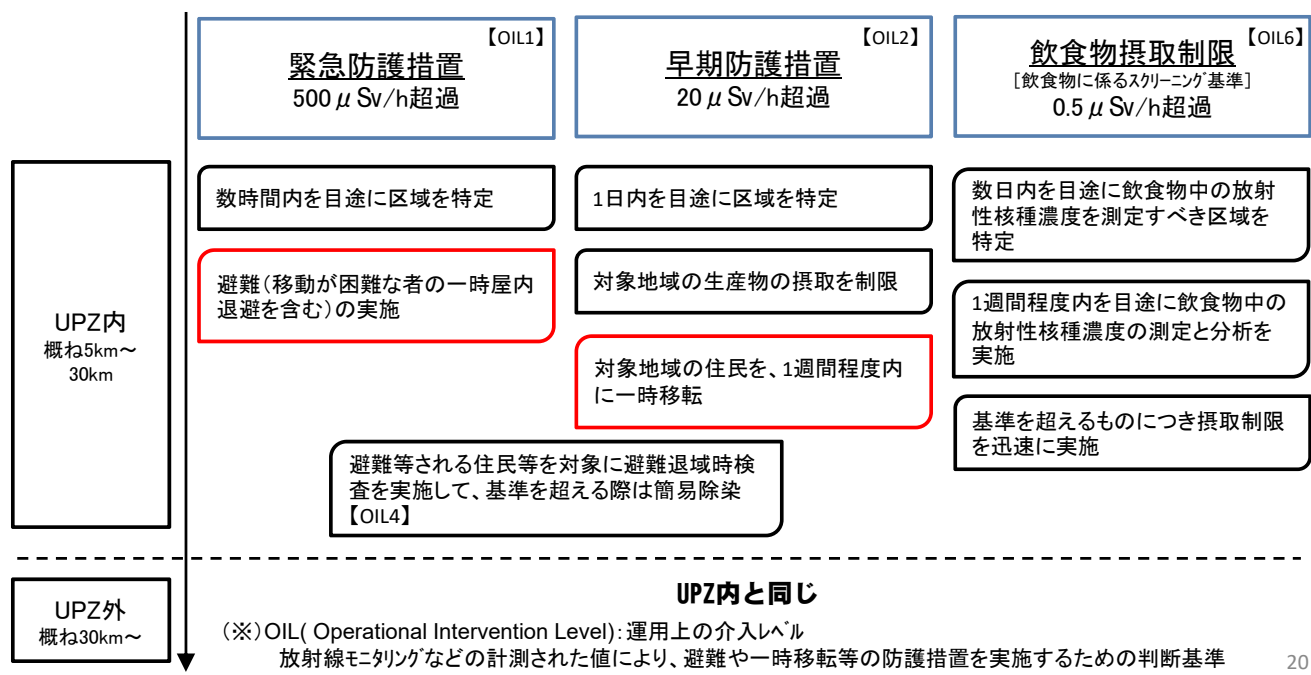 【OIL1】
緊急防護措置
500μSv/h超過
【OIL2】
早期防護措置
20μSv/h超過
【OIL6】
飲食物摂取制限
[飲食物に係るスクリーニング基準]
0.5μSv/h超過
UPZ内
概ね5km～
30km
数時間内を目途に区域を特定
避難(移動が困難な者の一時屋内
退避を含む)の実施
1日内を目途に区域を特定
対象地域の生産物の摂取を制限
対象地域の住民を、1週間程度内
に一時移転
避難等される住民等を対象に避難退域時検
査を実施して、基準を超える際は簡易除染
【OIL4】
数日内を目途に飲食物中の放射
性核種濃度を測定すべき区域を
特定
1週間程度内を目途に飲食物中の
放射性核種濃度の測定と分析を
実施
基準を超えるものにつき摂取制限
を迅速に実施
UPZ外
概ね30km～
UPZ内と同じ
(※)OIL( Operational Intervention Level):運用上の介入ﾚﾍﾞﾙ
放射線ﾓﾆﾀﾘﾝｸﾞなどの計測された値により、避難や一時移転等の防護措置を実施するための判断基準
20